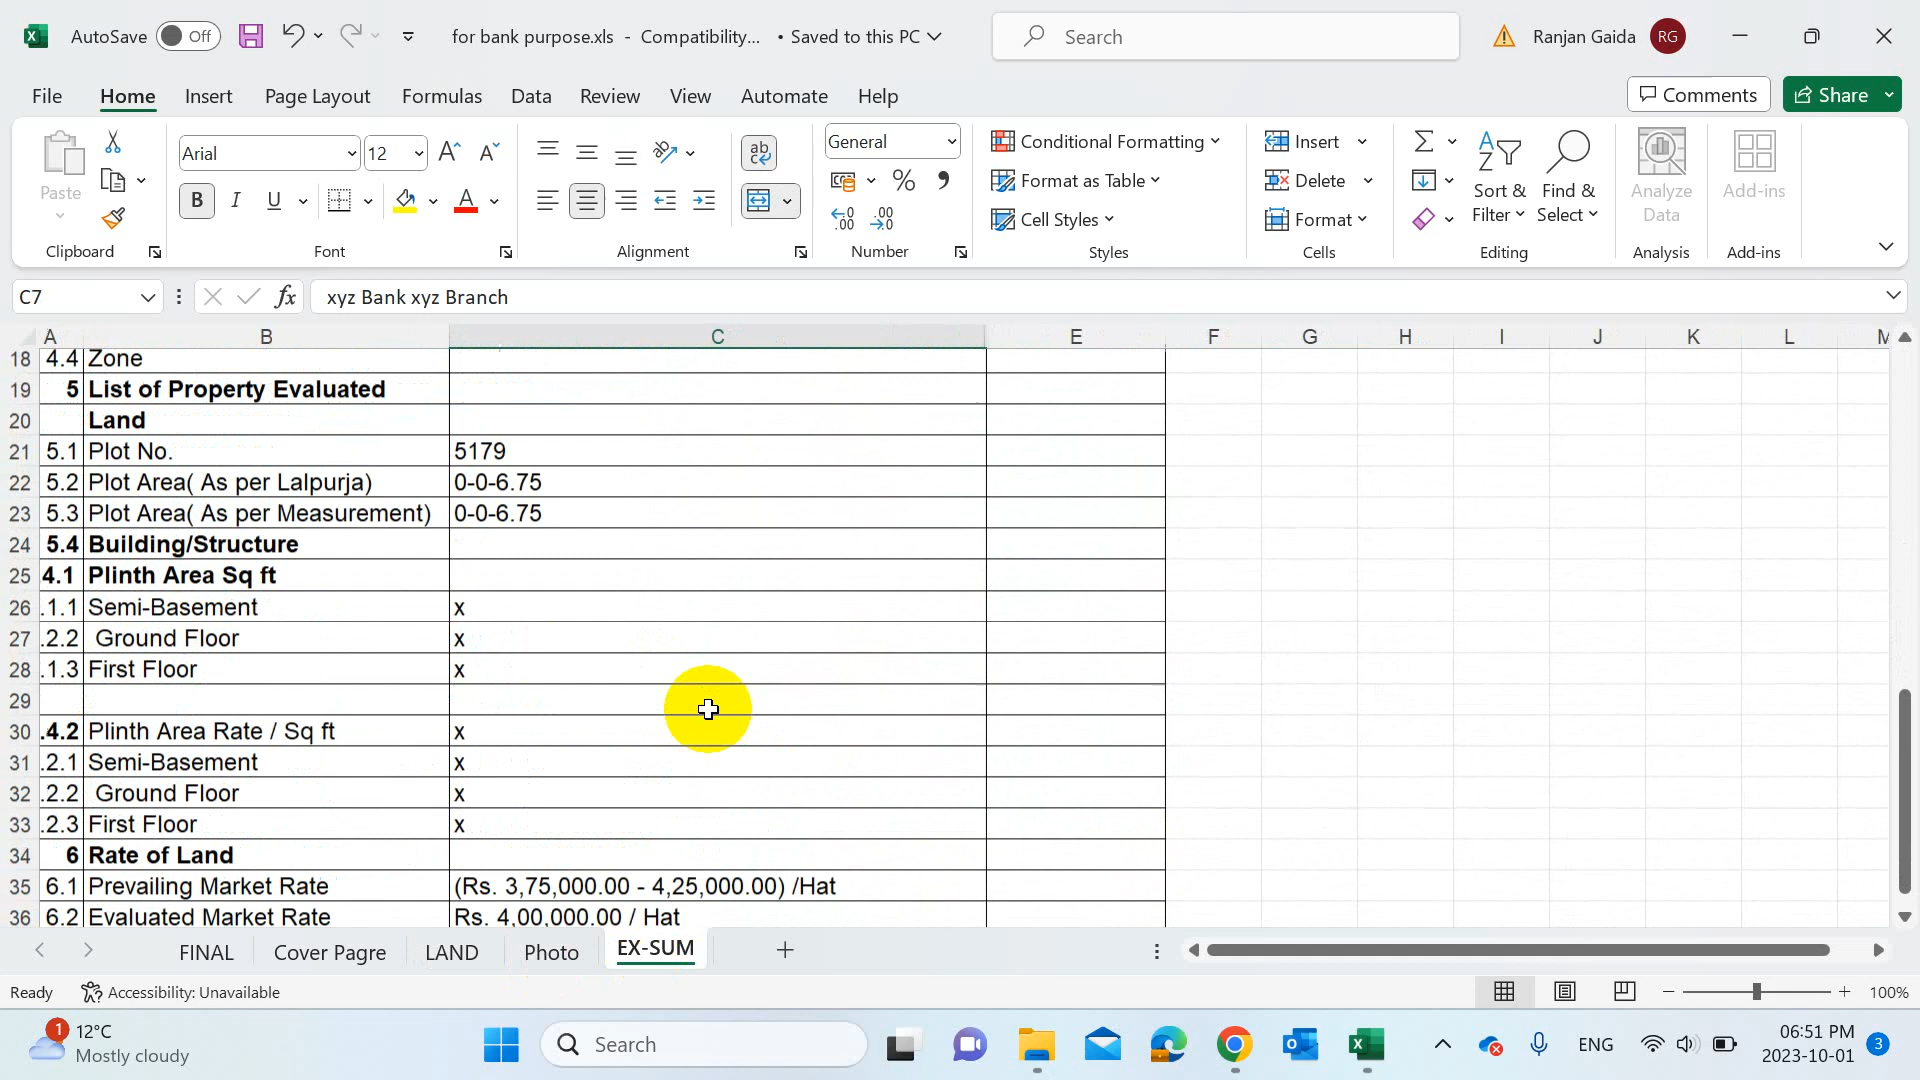 AutoSave Off for bank purpose.xls - Compatibility... • Saved to this PC Search Ranjan Gaida RG
File Home Insert Page Layout Formulas Data Review View Automate Help Comments Share
Paste Arial 12 General Conditional Formatting Insert Sort & Filter Find & Select Analyze Data Add-ins
B I U Format as Table Delete
Cell Styles Format
Clipboard Font Alignment Number Styles Cells Editing Analysis Add-ins
C7 fx xyz Bank xyz Branch
A B C E F G H I J K L M
18 4.4 Zone
19 5 List of Property Evaluated
20 Land
21 5.1 Plot No. 5179
22 5.2 Plot Area( As per Lalpurja) 0-0-6.75
23 5.3 Plot Area( As per Measurement) 0-0-6.75
24 5.4 Building/Structure
25 4.1 Plinth Area Sq ft
26 .1.1 Semi-Basement x
27 .2.2 Ground Floor x
28 .1.3 First Floor x
29
30 .4.2 Plinth Area Rate / Sq ft x
31 .2.1 Semi-Basement x
32 .2.2 Ground Floor x
33 .2.3 First Floor x
34 6 Rate of Land
35 6.1 Prevailing Market Rate (Rs. 3,75,000.00 - 4,25,000.00) /Hat
36 6.2 Evaluated Market Rate Rs. 4,00,000.00 / Hat
FINAL Cover Pagre LAND Photo EX-SUM
Ready Accessibility: Unavailable 100%
1 12°C Search ENG 06:51 PM
Mostly cloudy 2023-10-01 3